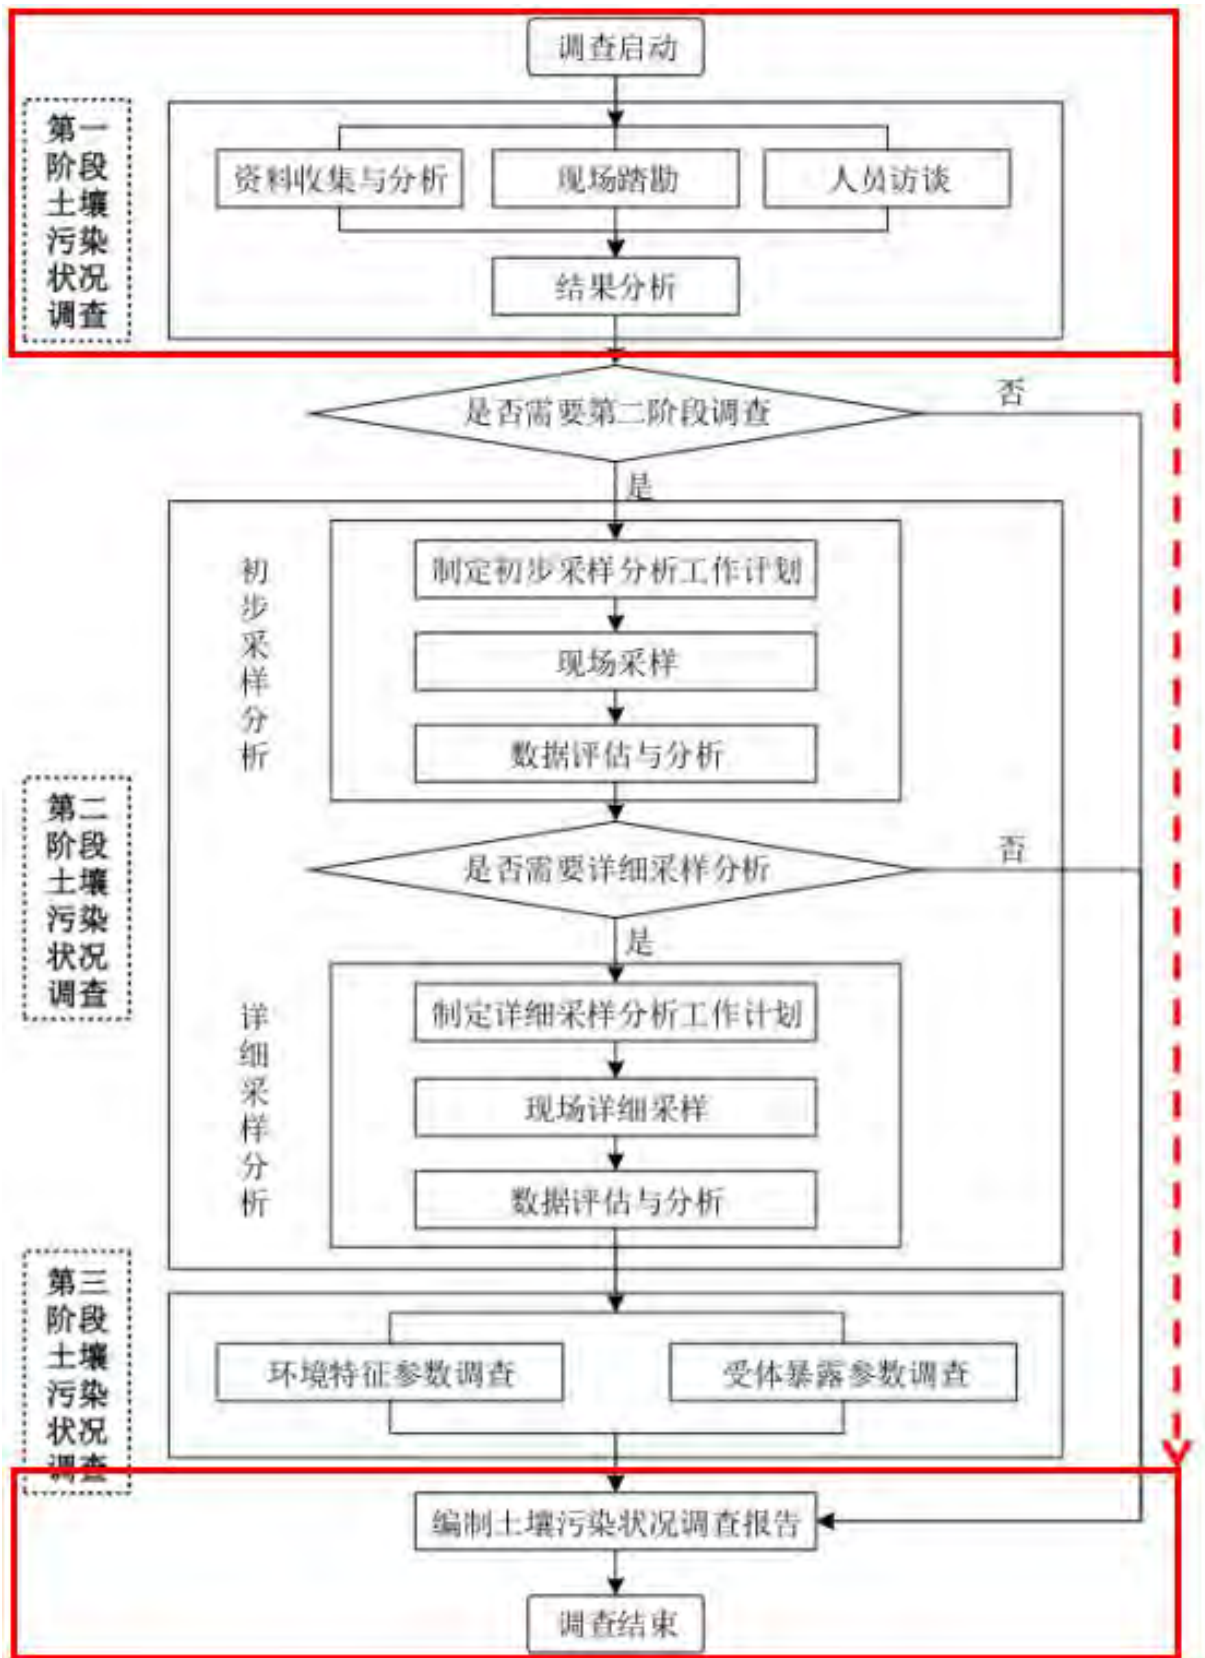 调查启动
第一
阶段
土壤
污染
状况
调查
资料收集与分析
现场踏勘
人员访谈
结果分析
是否需要第二阶段调查
否
是
初
步
采
样
分
析
制定初步采样分析工作计划
现场采样
数据评估与分析
第二
阶段
土壤
污染
状况
调查
是否需要详细采样分析
否
是
详
细
采
样
分
析
制定详细采样分析工作计划
现场详细采样
数据评估与分析
第三
阶段
土壤
污染
状况
调查
环境特征参数调查
受体暴露参数调查
编制土壤污染状况调查报告
调查结束